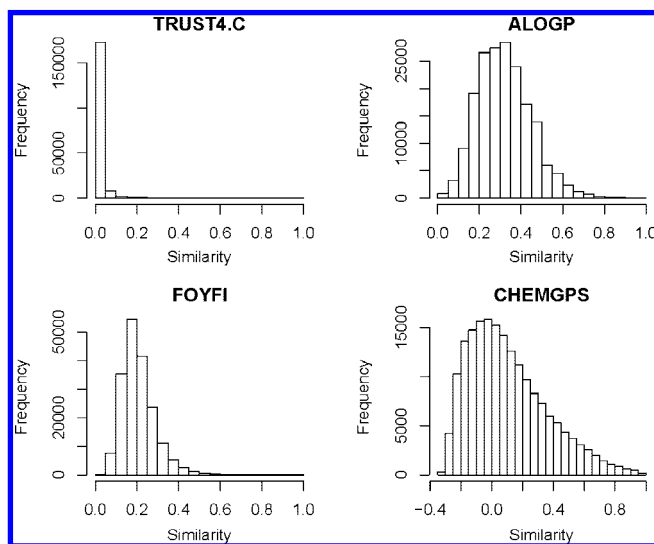 TRUST4.C
Frequency
0 50000 150000
0.0 0.2 0.4 0.6 0.8 1.0
Similarity
ALOGP
Frequency
0 10000 25000
0.0 0.2 0.4 0.6 0.8 1.0
Similarity
FOYFI
Frequency
0 20000 50000
0.0 0.2 0.4 0.6 0.8 1.0
Similarity
CHEMGPS
Frequency
0 5000 15000
−0.4 0.0 0.4 0.8
Similarity